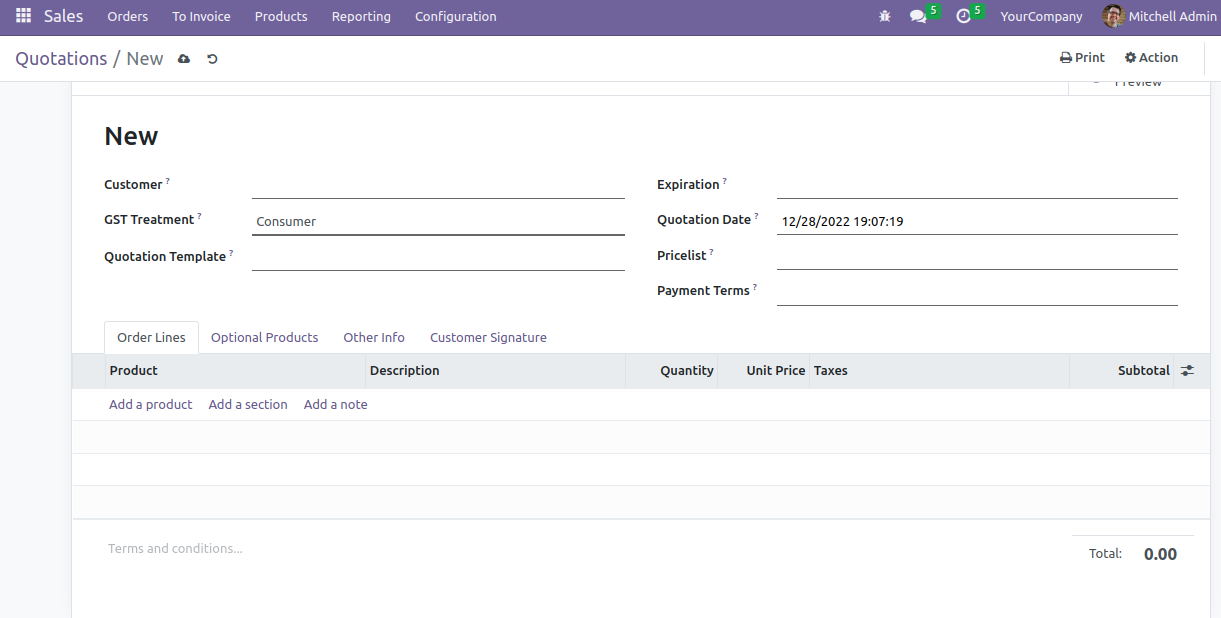 Sales Orders To Invoice Products Reporting Configuration 5 5 YourCompany Mitchell Admin
Quotations / New Print Action
Preview
New
Customer ? Expiration ?
GST Treatment ? Consumer Quotation Date ? 12/28/2022 19:07:19
Quotation Template ? Pricelist ?
Payment Terms ?
Order Lines Optional Products Other Info Customer Signature
Product Description Quantity Unit Price Taxes Subtotal
Add a product Add a section Add a note
Terms and conditions... Total: 0.00